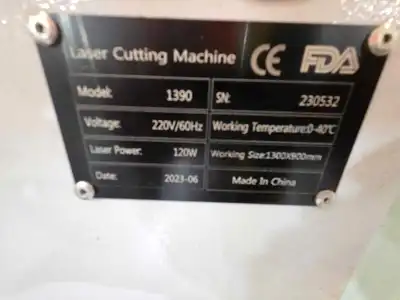 Laser Cutting Machine CE FDA
Model: 1390 SN: 230532
Voltage: 220V/60Hz Working Temperature:0-40℃
Laser Power: 120W Working Size:1300X900mm
Date: 2023-06 Made In China